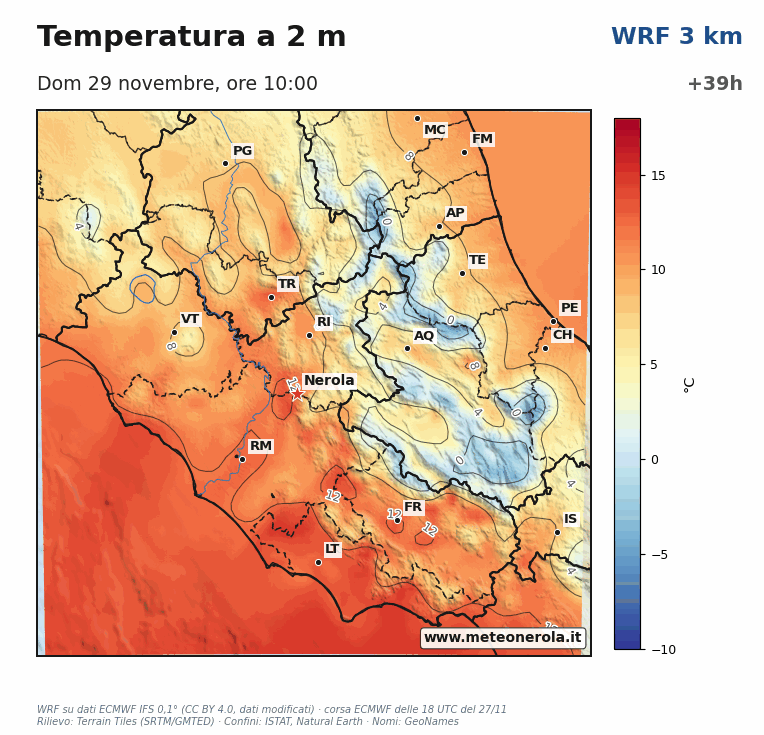 Temperatura a 2 m
WRF 3 km
Dom 29 novembre, ore 10:00
+39h
MC
FM
PG
8
AP
0
4
TE
TR
4
PE
0
VT
RI
CH
AQ
8
8
12
Nerola
4
0
RM
0
4
12
FR
12
12
IS
LT
4
www.meteonerola.it
15
10
5
0
−5
−10
°C
WRF su dati ECMWF IFS 0,1° (CC BY 4.0, dati modificati) · corsa ECMWF delle 18 UTC del 27/11
Rilievo: Terrain Tiles (SRTM/GMTED) · Confini: ISTAT, Natural Earth · Nomi: GeoNames